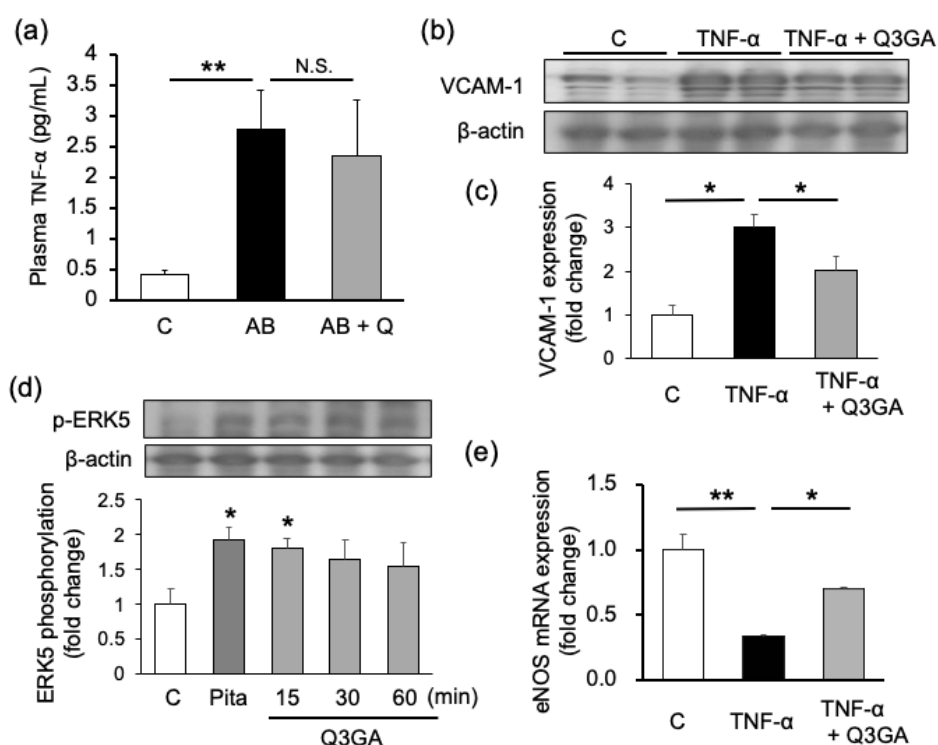 (a)
Plasma TNF-α (pg/mL)
4
3.5
3
2.5
2
1.5
1
0.5
0
**
N.S.
C AB AB + Q
(b)
C TNF-α TNF-α + Q3GA
VCAM-1
β-actin
(c)
VCAM-1 expression
(fold change)
4
3
2
1
0
* *
C TNF-α TNF-α
+ Q3GA
(d)
p-ERK5
β-actin
ERK5 phosphorylation
(fold change)
2.5
2
1.5
1
0.5
0
* *
C Pita 15 30 60 (min)
Q3GA
(e)
eNOS mRNA expression
(fold change)
1.5
1.0
0.5
0.0
** *
C TNF-α TNF-α
+ Q3GA